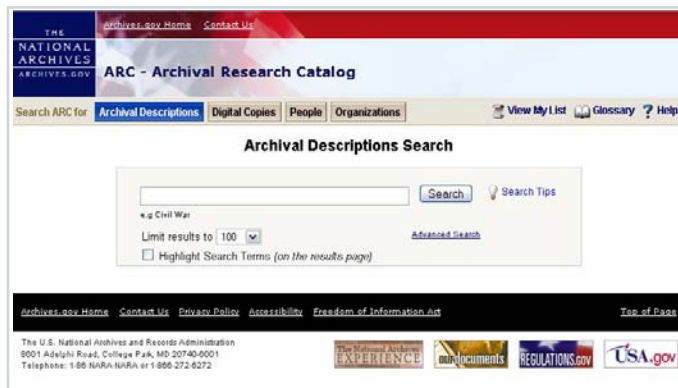 Archives.gov Home Contact Us
THE
NATIONAL
ARCHIVES
ARCHIVES.GOV
ARC - Archival Research Catalog
Search ARC for Archival Descriptions Digital Copies People Organizations View My List Glossary ? Help
Archival Descriptions Search
Search Search Tips
e.g Civil War
Limit results to 100 Advanced Search
Highlight Search Terms (on the results page)
Archives.gov Home Contact Us Privacy Policy Accessibility Freedom of Information Act Top of Page
The U.S. National Archives and Records Administration
8601 Adelphi Road, College Park, MD 20740-6001
Telephone: 1-86-NARA-NARA or 1-866-272-6272
The National Archives
EXPERIENCE
our documents
REGULATIONS.GOV
USA.gov